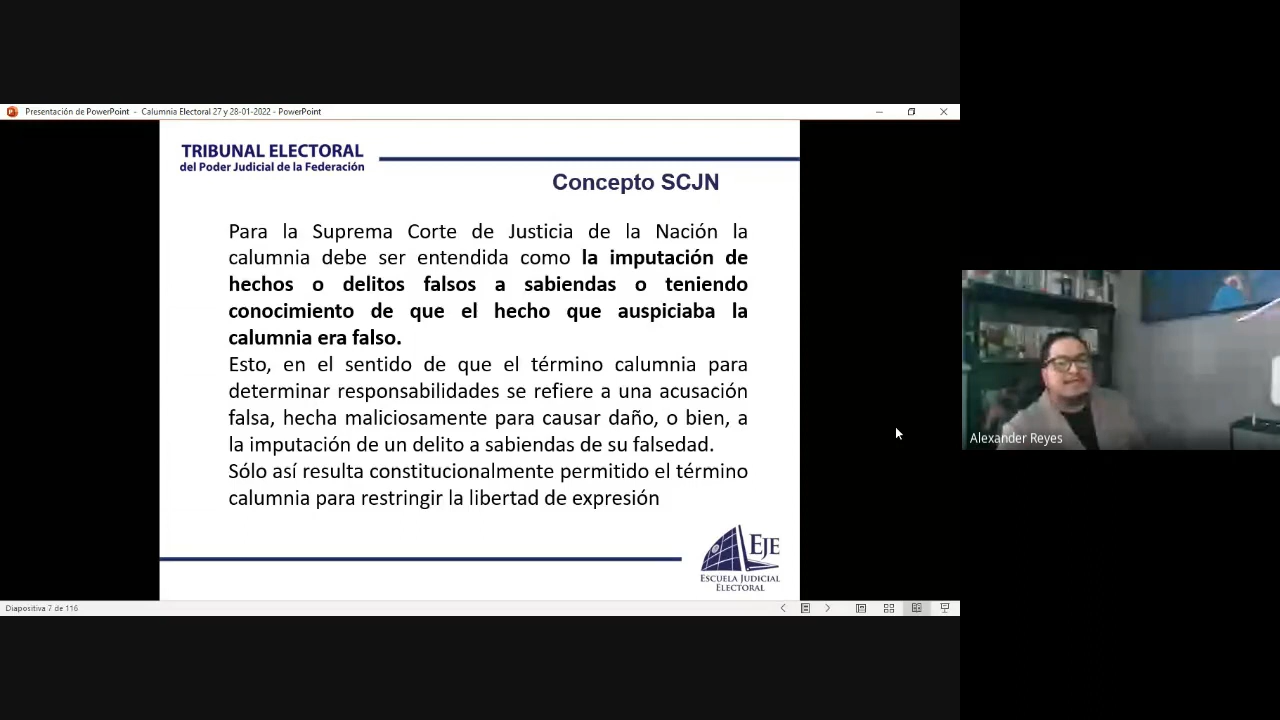 Presentación de PowerPoint - Calumnia Electoral 27 y 28-01-2022 - PowerPoint
TRIBUNAL ELECTORAL
del Poder Judicial de la Federación
Concepto SCJN
Para la Suprema Corte de Justicia de la Nación la
calumnia debe ser entendida como la imputación de
hechos o delitos falsos a sabiendas o teniendo
conocimiento de que el hecho que auspiciaba la
calumnia era falso.
Esto, en el sentido de que el término calumnia para
determinar responsabilidades se refiere a una acusación
falsa, hecha maliciosamente para causar daño, o bien, a
la imputación de un delito a sabiendas de su falsedad.
Sólo así resulta constitucionalmente permitido el término
calumnia para restringir la libertad de expresión
EJE
ESCUELA JUDICIAL
ELECTORAL
Diapositiva 7 de 116
Alexander Reyes